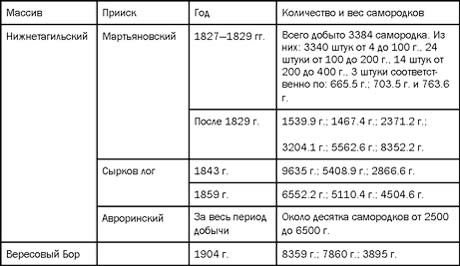 Массив Прииск Год Количество и вес самородков
Нижнетагильский Мартьяновский 1827—1829 гг. Всего добыто 3384 самородка. Из
них: 3340 штук от 4 до 100 г., 24
штуки от 100 до 200 г., 14 штук от
200 до 400 г., 3 штуки соответст-
венно по: 665.5 г.; 703.5 г. и 763.6
г.
После 1829 г. 1539.9 г.; 1467.4 г.; 2371.2 г.;
3204.1 г.; 5562.6 г.; 8352.2 г.
Сырков лог 1843 г. 9635 г.; 5408.9 г.; 2866.6 г.
1859 г. 6552.2 г.; 5110.4 г.; 4504.6 г.
Авроринский За весь период Около десятка самородков от 2500
добычи до 6500 г.
Вересовый Бор 1904 г. 8359 г.; 7860 г.; 3895 г.